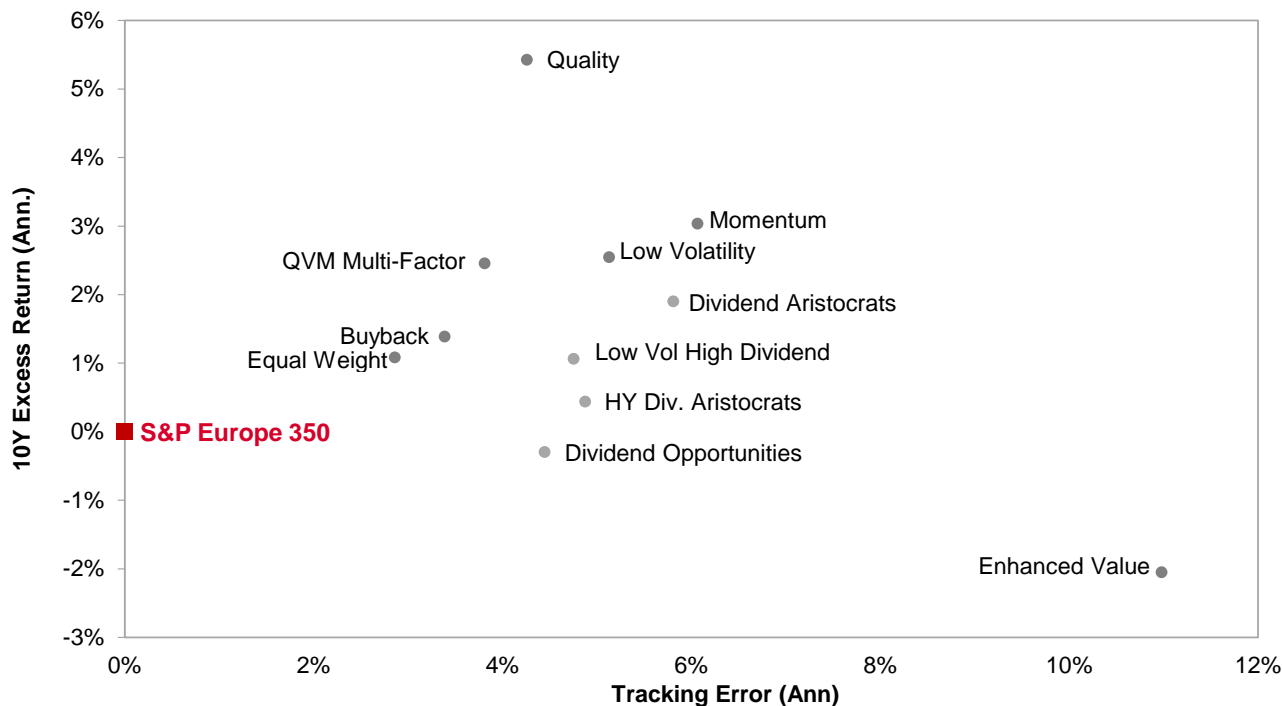 6%
5%
4%
3%
2%
1%
0%
-1%
-2%
-3%
10Y Excess Return (Ann.)
Quality
Momentum
Low Volatility
QVM Multi-Factor
Dividend Aristocrats
Buyback
Equal Weight
Low Vol High Dividend
HY Div. Aristocrats
S&P Europe 350
Dividend Opportunities
Enhanced Value
0%
2%
4%
6%
8%
10%
12%
Tracking Error (Ann)